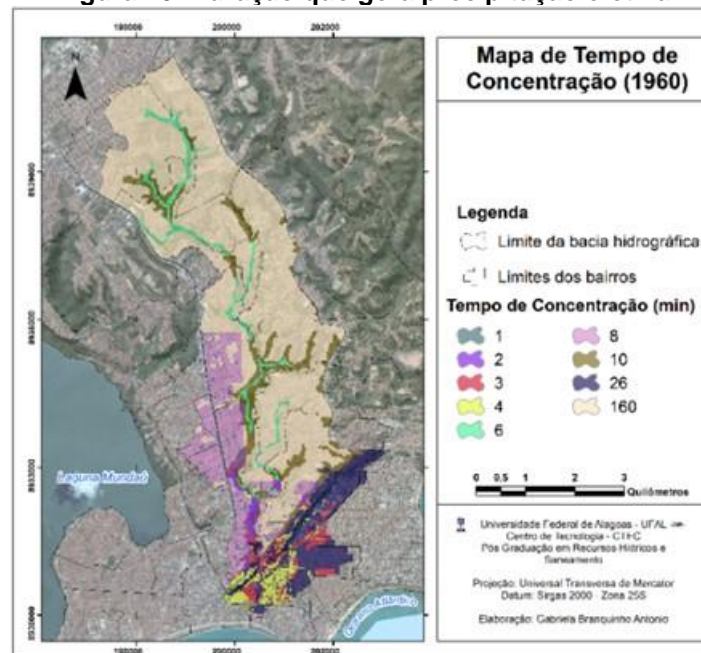 Mapa de Tempo de
Concentração (1960)
N
Legenda
Limite da bacia hidrográfica
Limites dos bairros
Tempo de Concentração (min)
1
2
3
4
6
8
10
26
160
0 0,5 1 2 3
Quilômetros
Laguna Mundaú
Oceano Atlântico
Universidade Federal de Alagoas - UFAL
Centro de Tecnologia - CTEC
Pós Graduação em Recursos Hídricos e
Saneamento
Projeção: Universal Transversa de Mercator
Datum: Sirgas 2000 - Zona 25S
Elaboração: Gabriela Branquinho Antonio